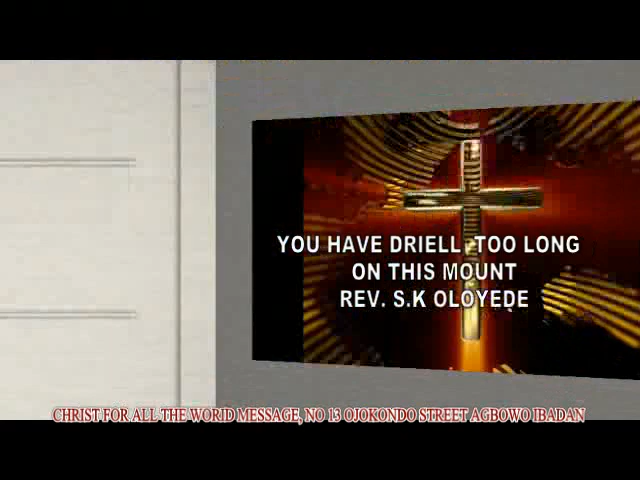 YOU HAVE DRIELL, TOO LONG
ON THIS MOUNT
REV. S.K OLOYEDE
CHRIST FOR ALL THE WORID MESSAGE, NO 13 OJOKONDO STREET AGBOWO IBADAN